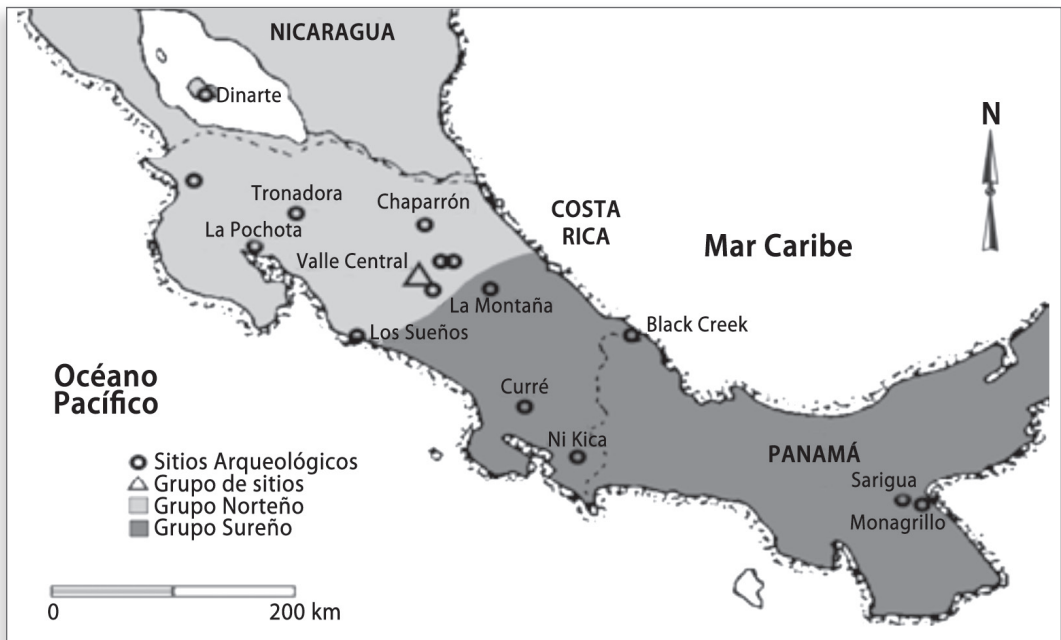 NICARAGUA
Dinarte
N
Tronadora
Chaparrón
COSTA
RICA
La Pochota
Mar Caribe
Valle Central
La Montaña
Los Sueños
Black Creek
Océano
Pacífico
Curré
Ni Kica
PANAMÁ
Sitios Arqueológicos
Grupo de sitios
Grupo Norteño
Grupo Sureño
Sarigua
Monagrillo
0
200 km